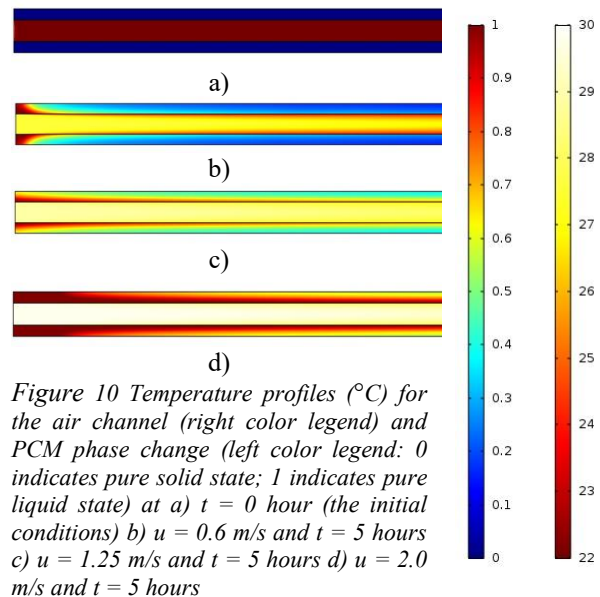 a)
b)
c)
d)
Figure 10 Temperature profiles (°C) for
the air channel (right color legend) and
PCM phase change (left color legend: 0
indicates pure solid state; 1 indicates pure
liquid state) at a) t = 0 hour (the initial
conditions) b) u = 0.6 m/s and t = 5 hours
c) u = 1.25 m/s and t = 5 hours d) u = 2.0
m/s and t = 5 hours
1
0.9
0.8
0.7
0.6
0.5
0.4
0.3
0.2
0.1
0
30
29
28
27
26
25
24
23
22